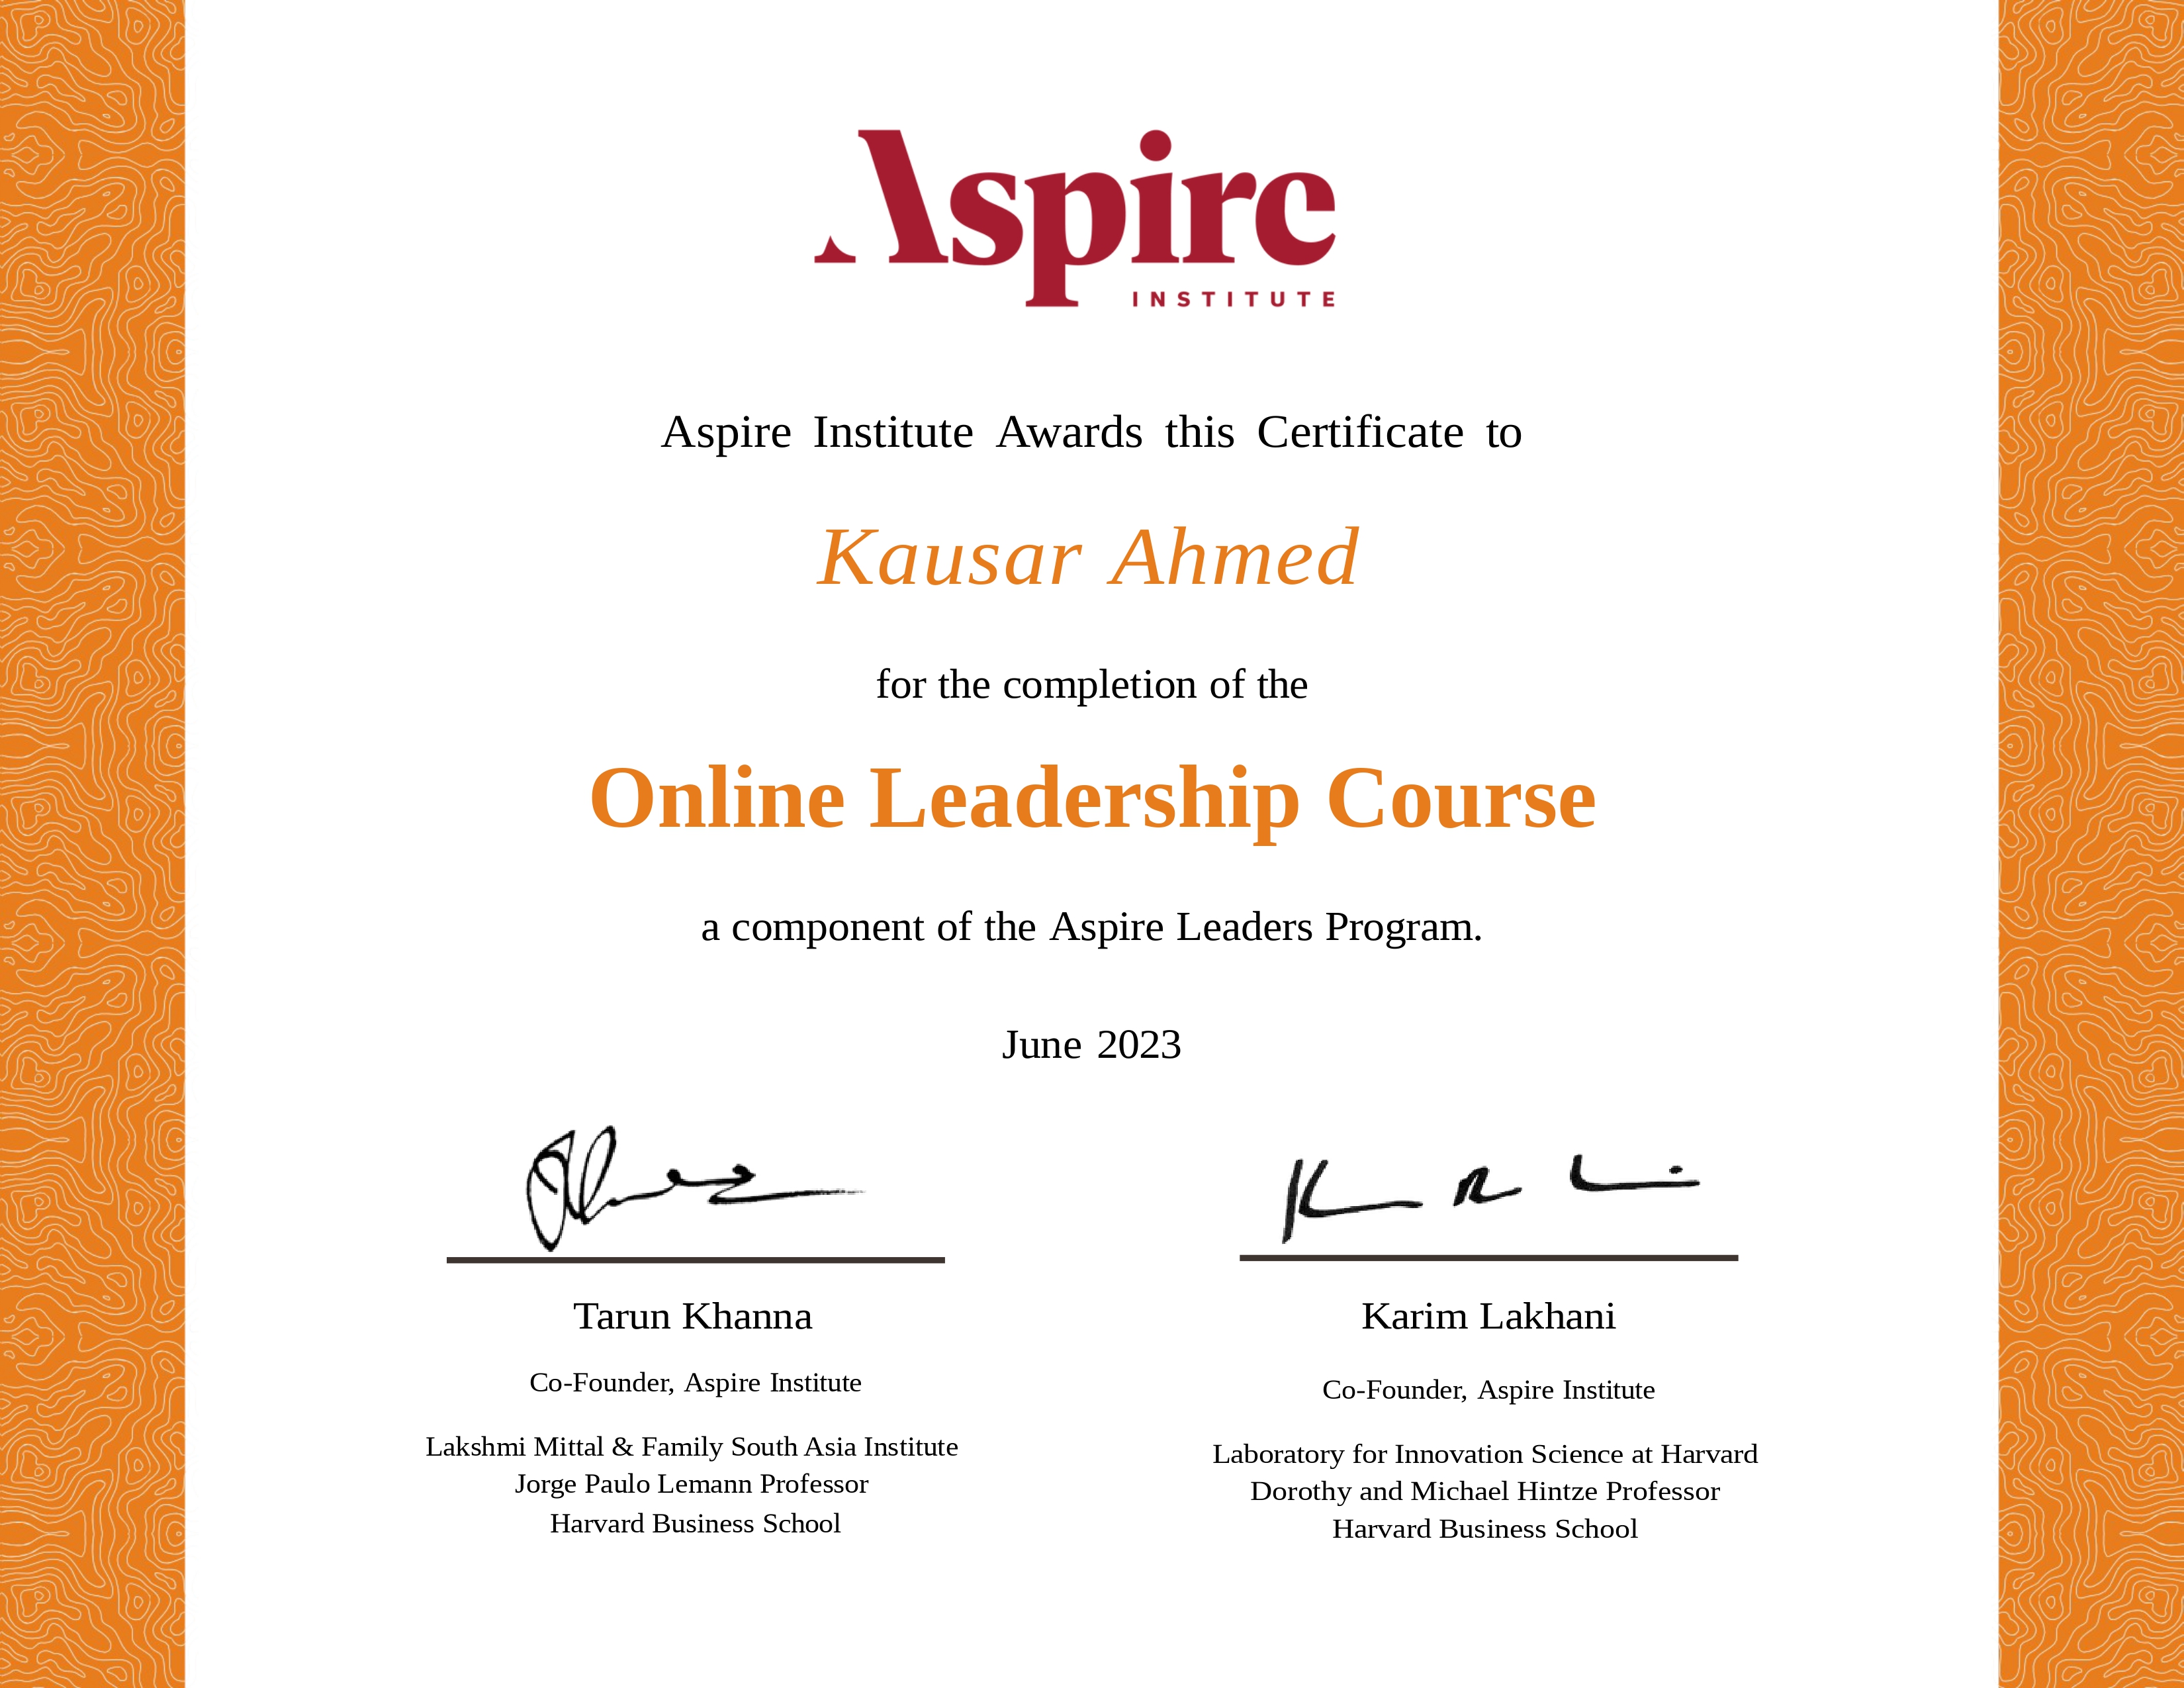 Aspire
INSTITUTE
Aspire Institute Awards this Certificate to
Kausar Ahmed
for the completion of the
Online Leadership Course
a component of the Aspire Leaders Program.
June 2023
Tarun Khanna
Co-Founder, Aspire Institute
Lakshmi Mittal & Family South Asia Institute
Jorge Paulo Lemann Professor
Harvard Business School
Karim Lakhani
Co-Founder, Aspire Institute
Laboratory for Innovation Science at Harvard
Dorothy and Michael Hintze Professor
Harvard Business School